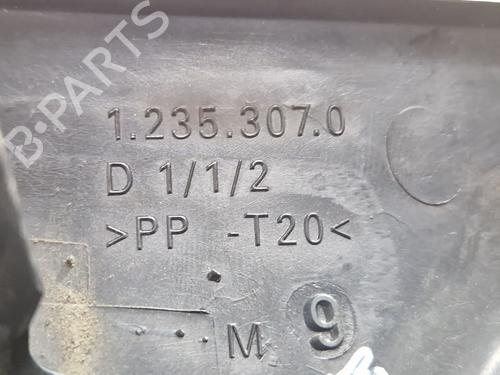 B-PARTS
1.235.307.0
D 1/1/2
>PP -T20<
M 9